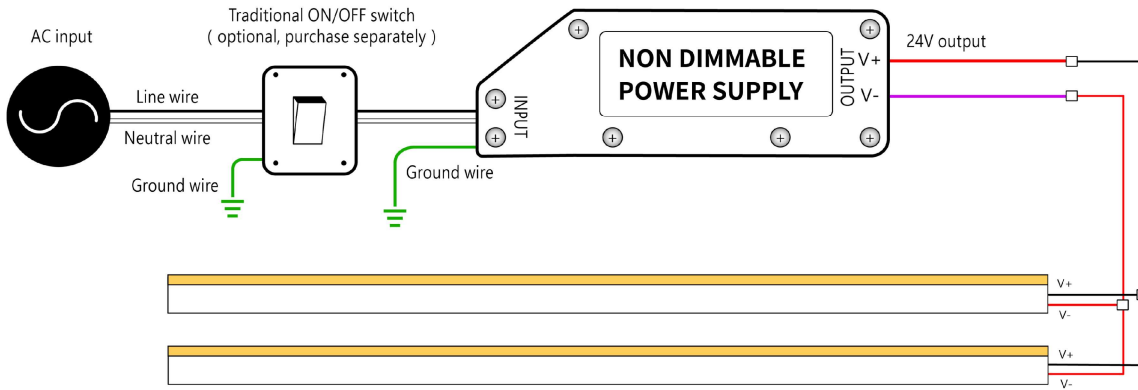 Traditional ON/OFF switch
( optional, purchase separately )
AC input
Line wire
Neutral wire
Ground wire
Ground wire
INPUT
NON DIMMABLE
POWER SUPPLY
OUTPUT
V+
V-
24V output
V+
V-
V+
V-